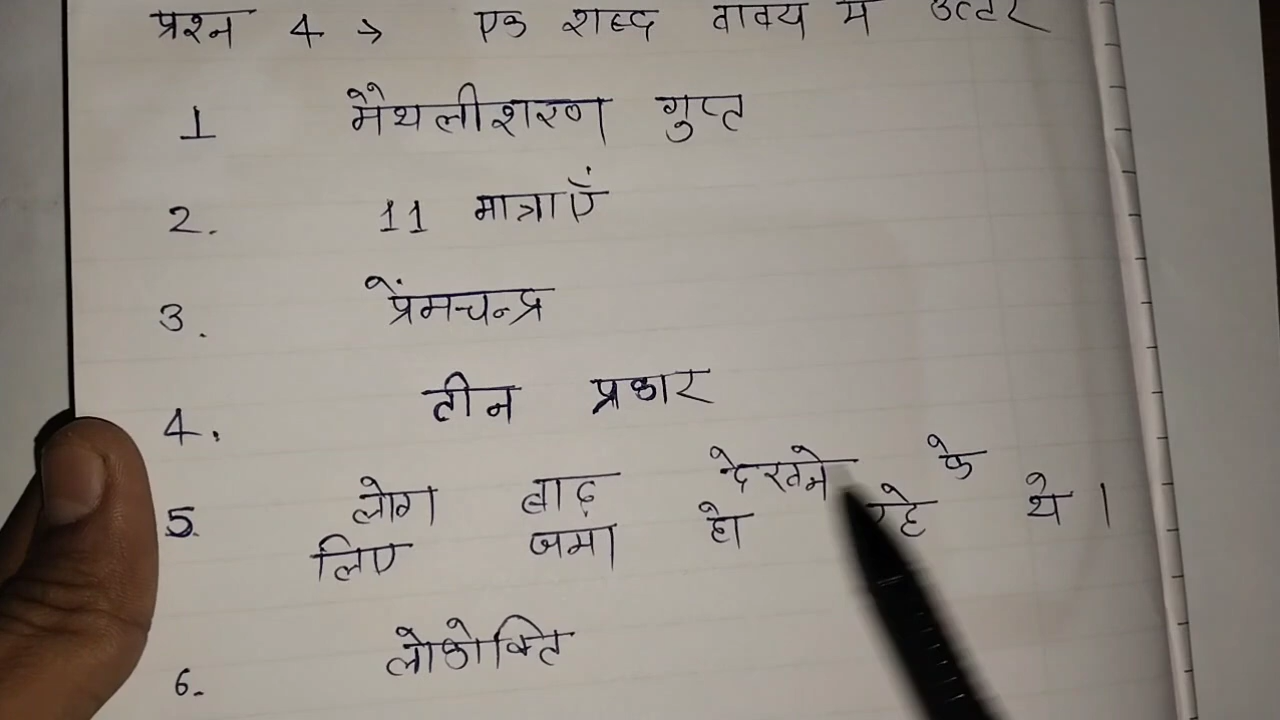 प्रश्न 4 → एक शब्द वाक्य में उत्तर
1 मैथलीशरण गुप्त
2. 11 मात्राएँ
3. प्रेंमचन्द्र
4. तीन प्रकार
5. लोग बाढ़ देखने के
लिए जमा हो रहे थे।
6. लोकोक्ति